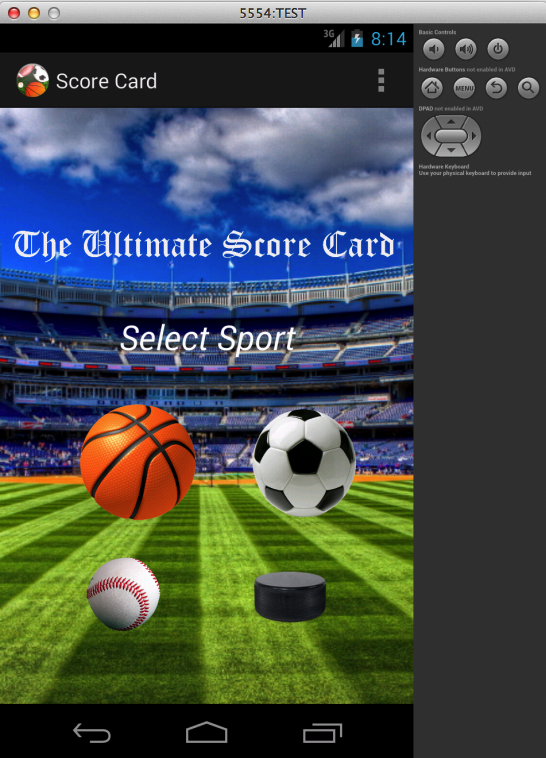 5554:TEST
3G 8:14
Score Card
The Ultimate Score Card
Select Sport
Basic Controls
Hardware Buttons not enabled in AVD
MENU
DPAD not enabled in AVD
Hardware Keyboard
Use your physical keyboard to provide input